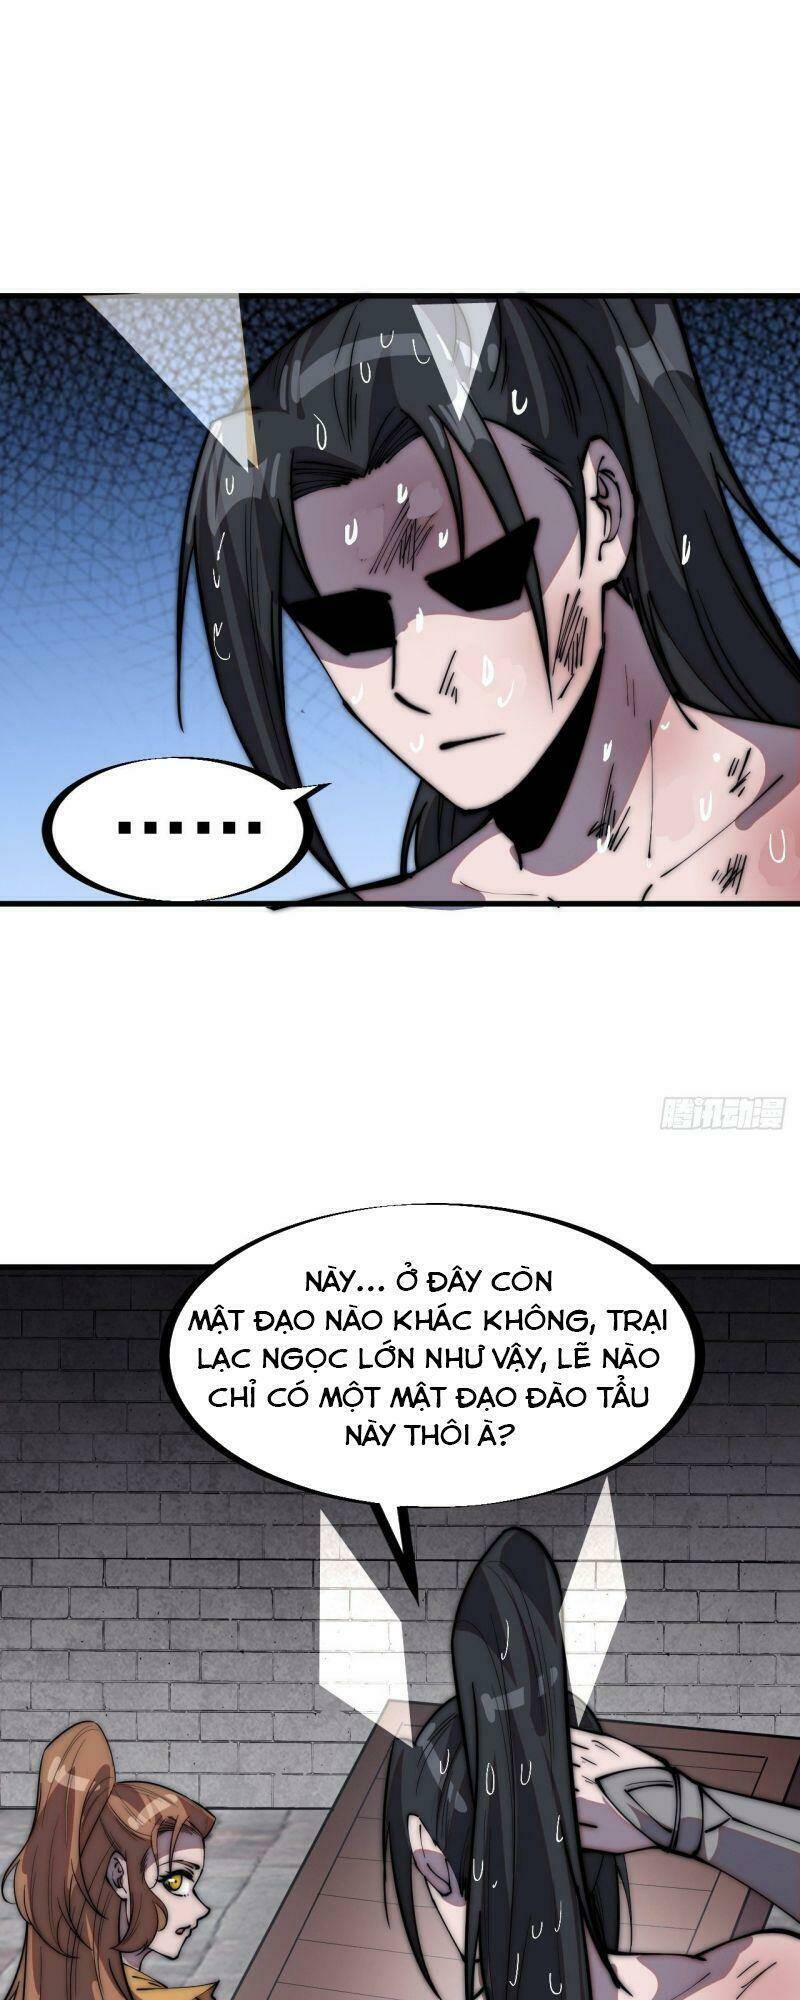 ......
腾讯动漫
NÀY... Ở ĐÂY CÒN
MẬT ĐẠO NÀO KHÁC KHÔNG, TRẠI
LẠC NGỌC LỚN NHƯ VẬY, LẼ NÀO
CHỈ CÓ MỘT MẬT ĐẠO ĐÀO TẨU
NÀY THÔI À?